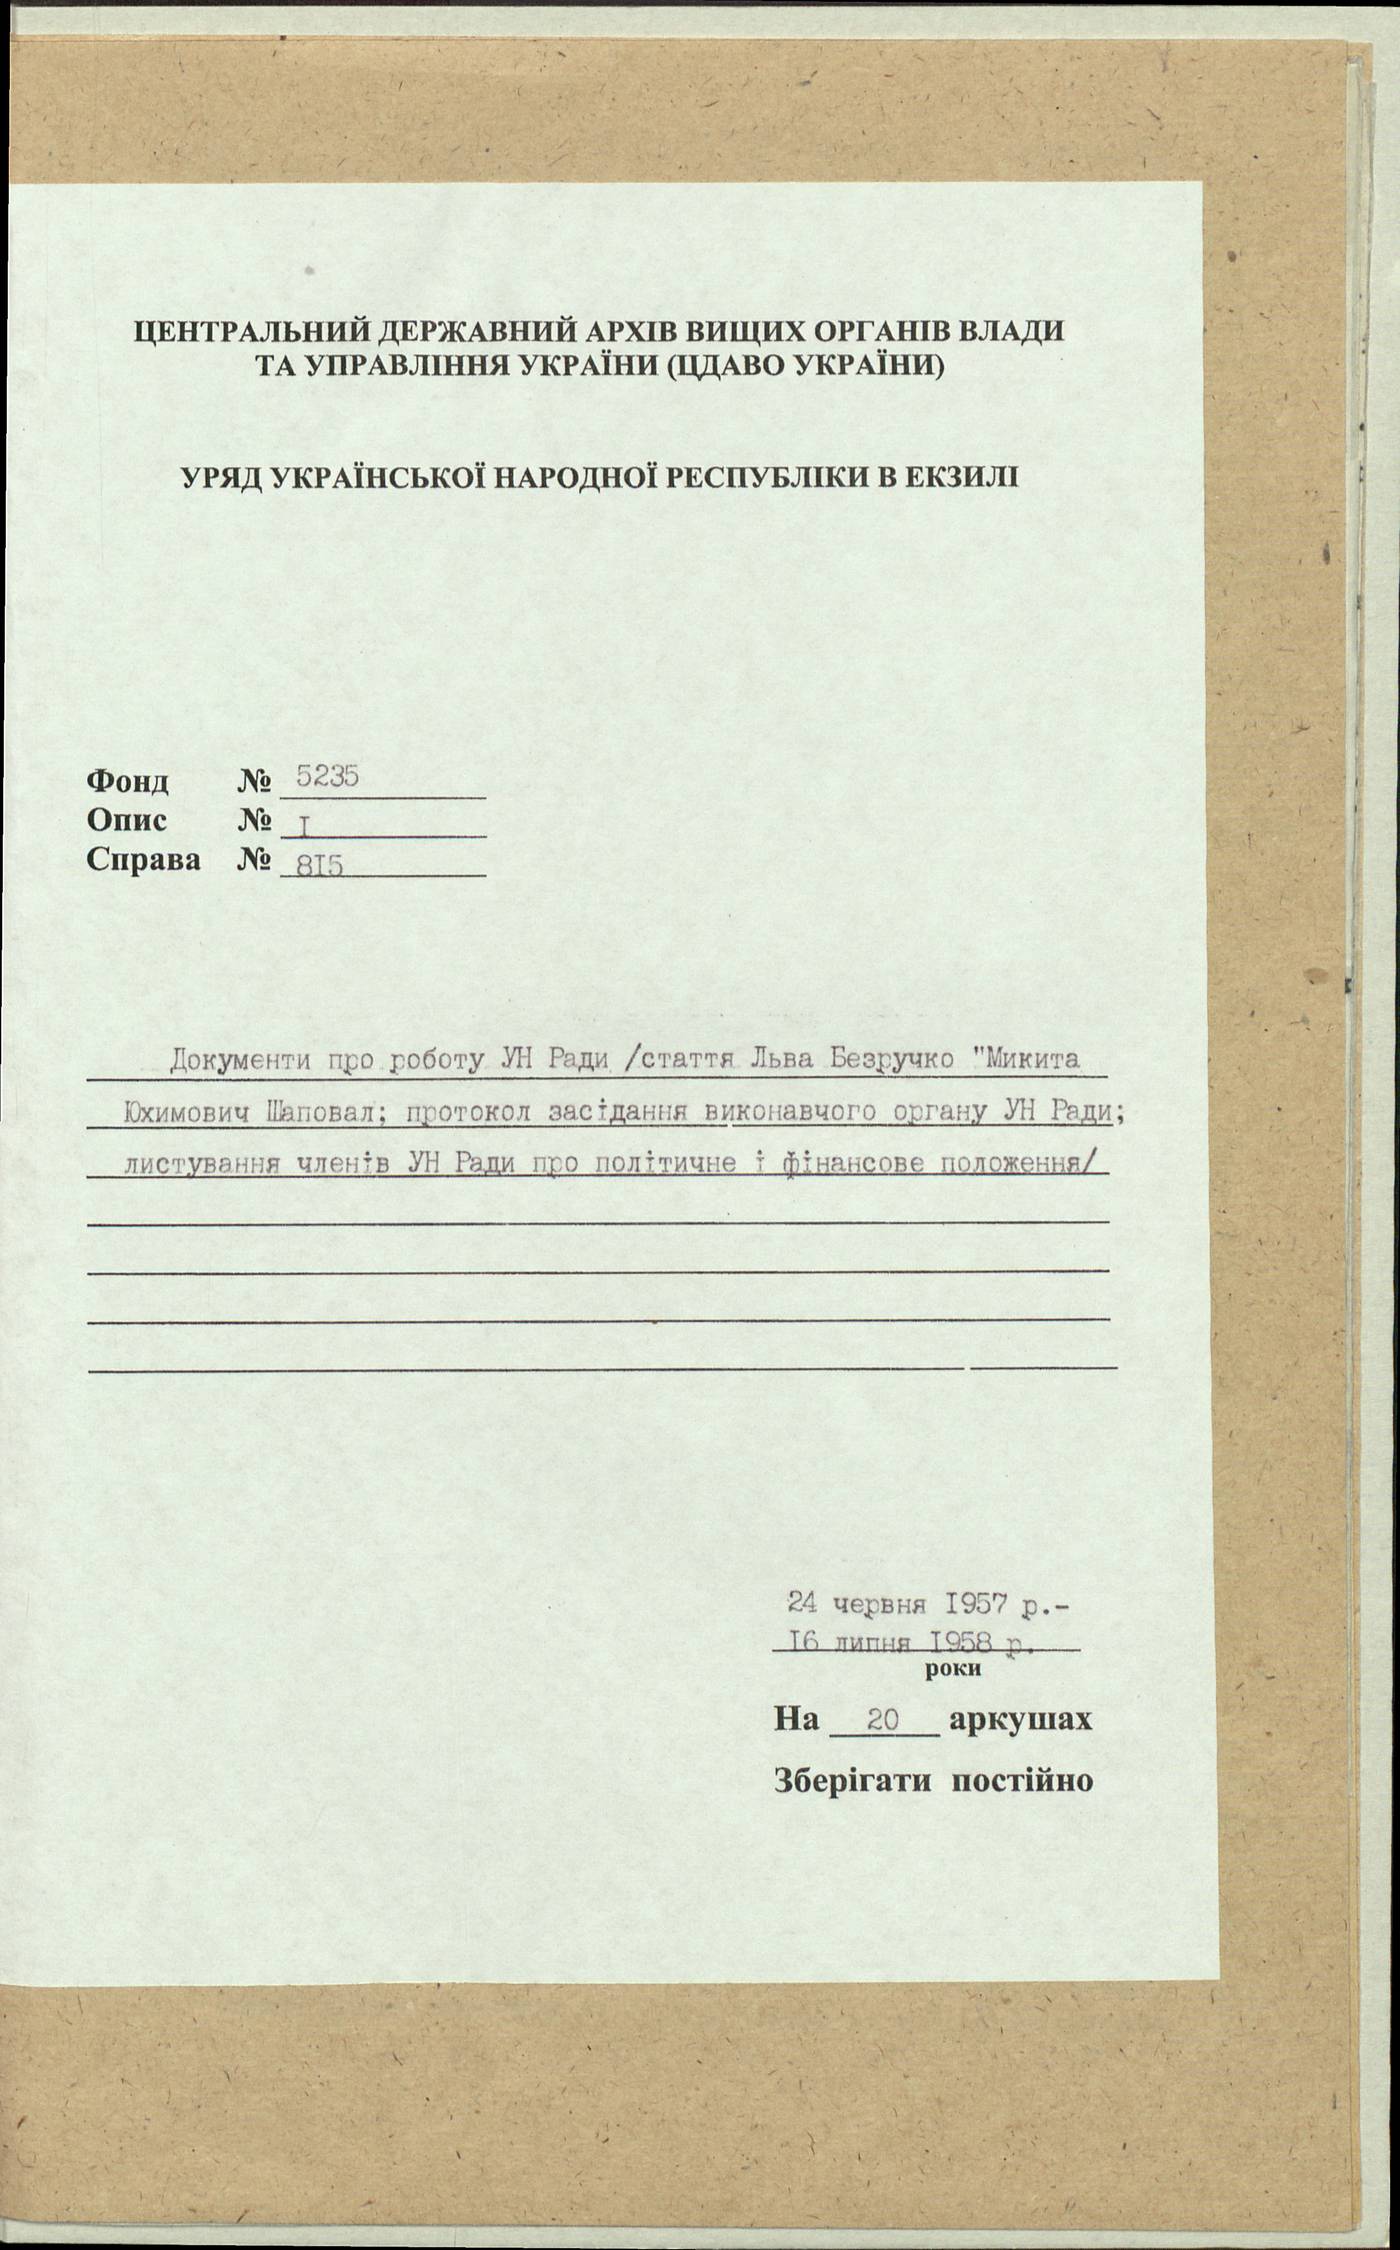 ЦЕНТРАЛЬНИЙ ДЕРЖАВНИЙ АРХІВ ВИЩИХ ОРГАНІВ ВЛАДИ
ТА УПРАВЛІННЯ УКРАЇНИ (ЦДАВО УКРАЇНИ)
УРЯД УКРАЇНСЬКОЇ НАРОДНОЇ РЕСПУБЛІКИ В ЕКЗИЛІ
Фонд № 5235
Опис № I
Справа № 8I5
Документи про роботу УН Ради /стаття Льва Безручко "Микита
Юхимович Шаповал; протокол засідання виконавчого органу УН Ради;
листування членів УН Ради про політичне і фінансове положення/
24 червня I957 р.-
I6 липня I958 р.
роки
На 20 аркушах
Зберігати постійно